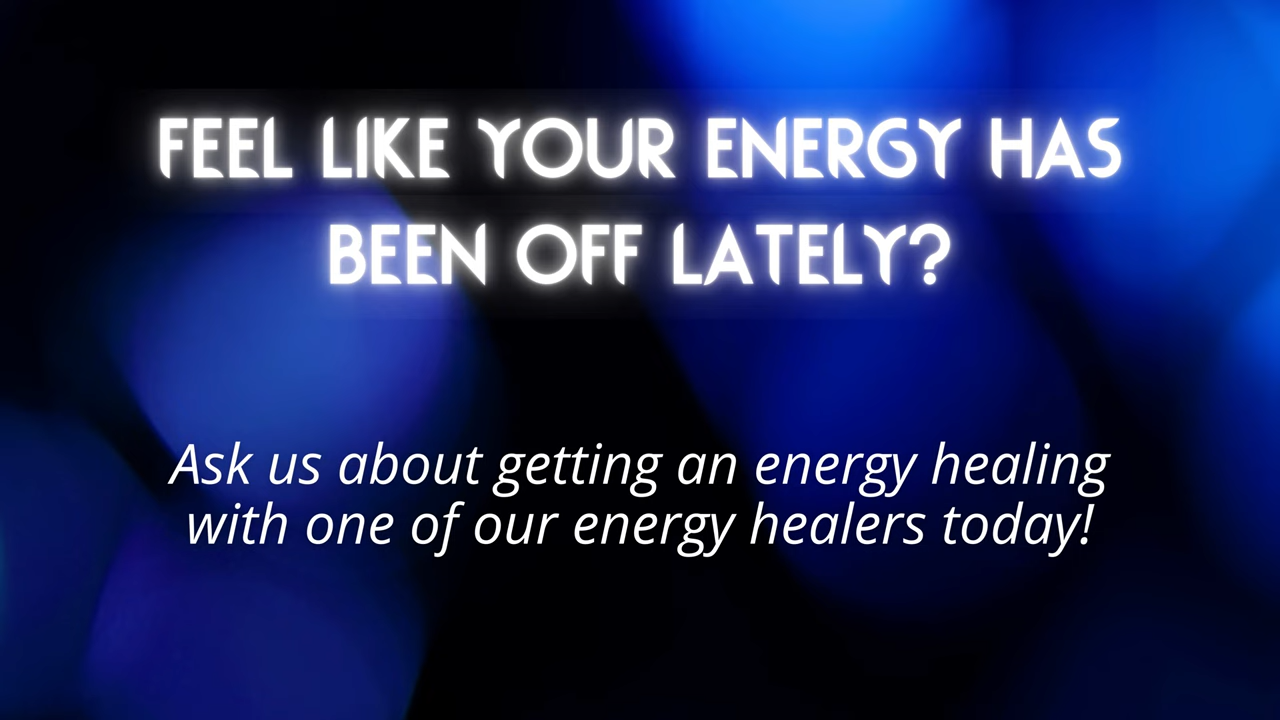 FEEL LIKE YOUR ENERGY HAS
BEEN OFF LATELY?
Ask us about getting an energy healing
with one of our energy healers today!